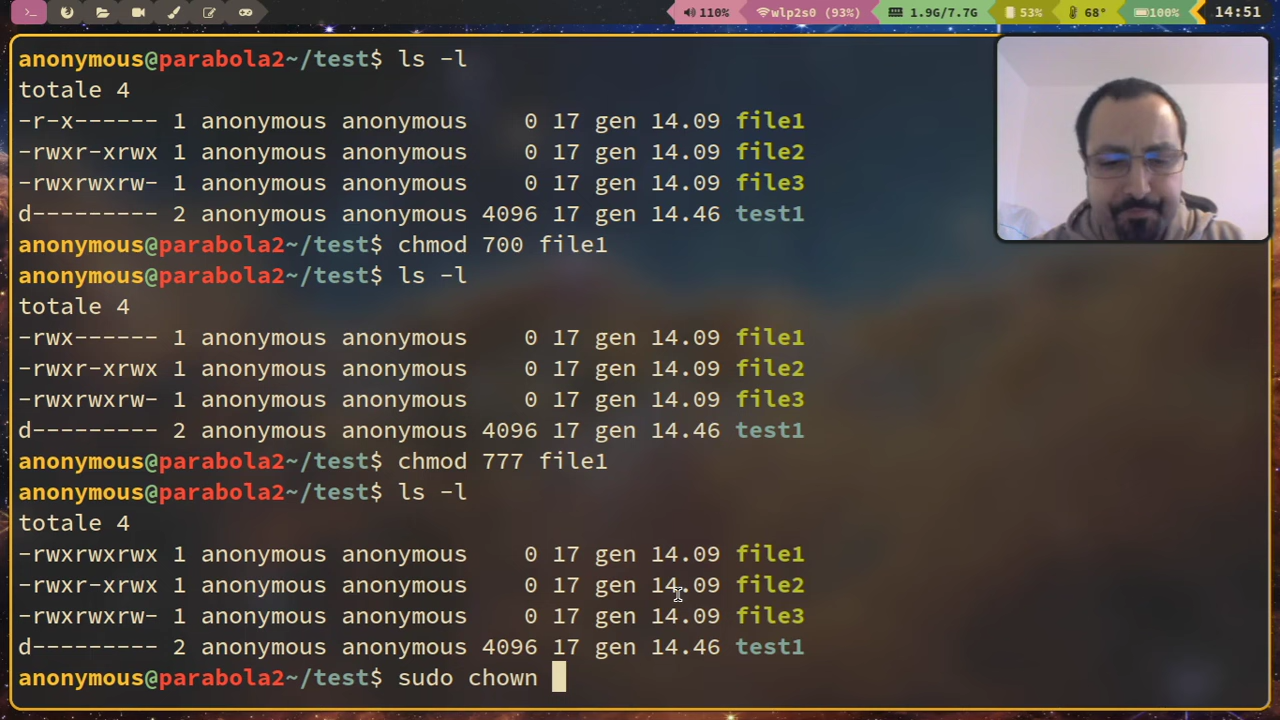 110% wlp2s0 (93%) 1.9G/7.7G 53% 68° 100% 14:51
anonymous@parabola2~/test$ ls -l
totale 4
-r-x------ 1 anonymous anonymous    0 17 gen 14.09 file1
-rwxr-xrwx 1 anonymous anonymous    0 17 gen 14.09 file2
-rwxrwxrw- 1 anonymous anonymous    0 17 gen 14.09 file3
d--------- 2 anonymous anonymous 4096 17 gen 14.46 test1
anonymous@parabola2~/test$ chmod 700 file1
anonymous@parabola2~/test$ ls -l
totale 4
-rwx------ 1 anonymous anonymous    0 17 gen 14.09 file1
-rwxr-xrwx 1 anonymous anonymous    0 17 gen 14.09 file2
-rwxrwxrw- 1 anonymous anonymous    0 17 gen 14.09 file3
d--------- 2 anonymous anonymous 4096 17 gen 14.46 test1
anonymous@parabola2~/test$ chmod 777 file1
anonymous@parabola2~/test$ ls -l
totale 4
-rwxrwxrwx 1 anonymous anonymous    0 17 gen 14.09 file1
-rwxr-xrwx 1 anonymous anonymous    0 17 gen 14.09 file2
-rwxrwxrw- 1 anonymous anonymous    0 17 gen 14.09 file3
d--------- 2 anonymous anonymous 4096 17 gen 14.46 test1
anonymous@parabola2~/test$ sudo chown